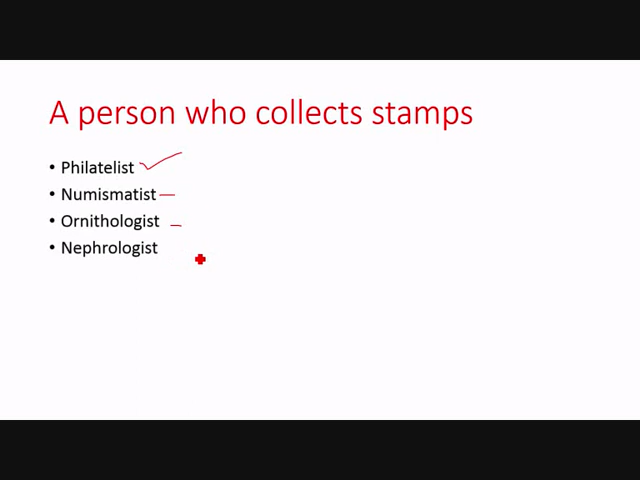 A person who collects stamps
• Philatelist
• Numismatist
• Ornithologist
• Nephrologist